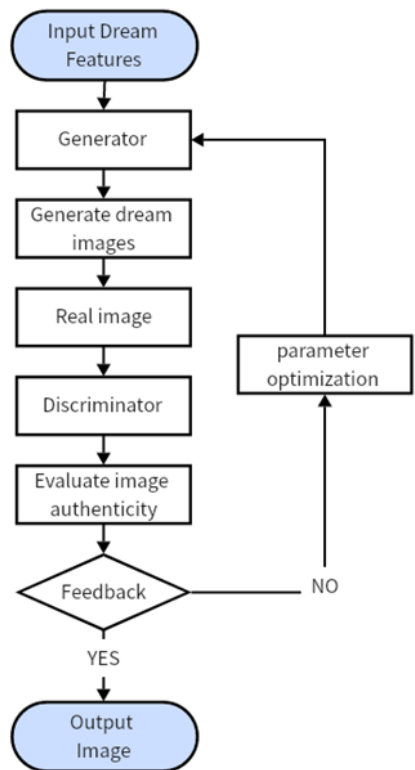 Input Dream
Features
Generator
Generate dream
images
Real image
parameter
optimization
Discriminator
Evaluate image
authenticity
Feedback
NO
YES
Output
Image